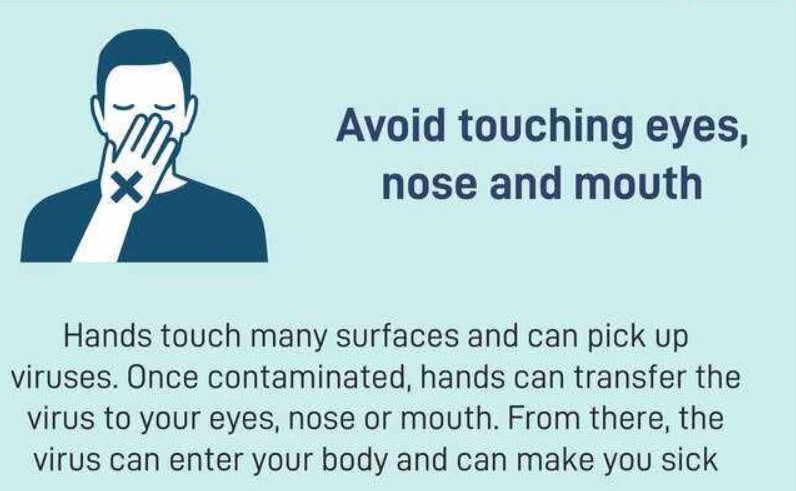 Avoid touching eyes,
nose and mouth
Hands touch many surfaces and can pick up
viruses. Once contaminated, hands can transfer the
virus to your eyes, nose or mouth. From there, the
virus can enter your body and can make you sick